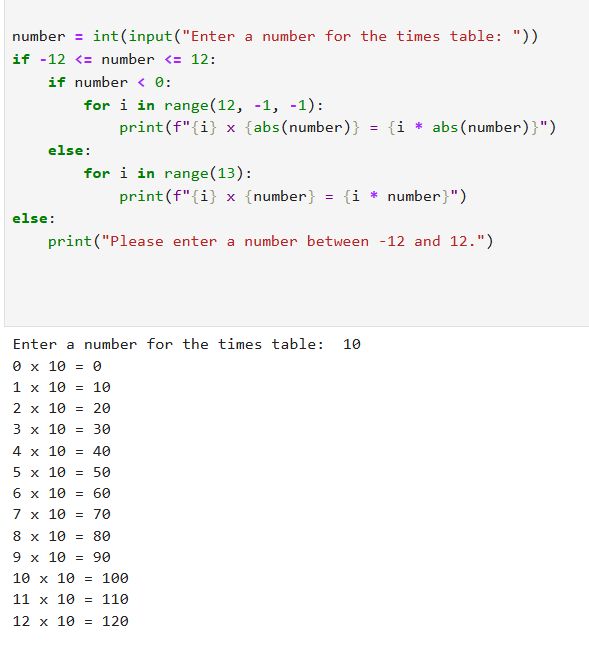 number = int(input("Enter a number for the times table: "))
if -12 <= number <= 12:
    if number < 0:
        for i in range(12, -1, -1):
            print(f"{i} x {abs(number)} = {i * abs(number)}")
    else:
        for i in range(13):
            print(f"{i} x {number} = {i * number}")
else:
    print("Please enter a number between -12 and 12.")
Enter a number for the times table:  10
0 x 10 = 0
1 x 10 = 10
2 x 10 = 20
3 x 10 = 30
4 x 10 = 40
5 x 10 = 50
6 x 10 = 60
7 x 10 = 70
8 x 10 = 80
9 x 10 = 90
10 x 10 = 100
11 x 10 = 110
12 x 10 = 120